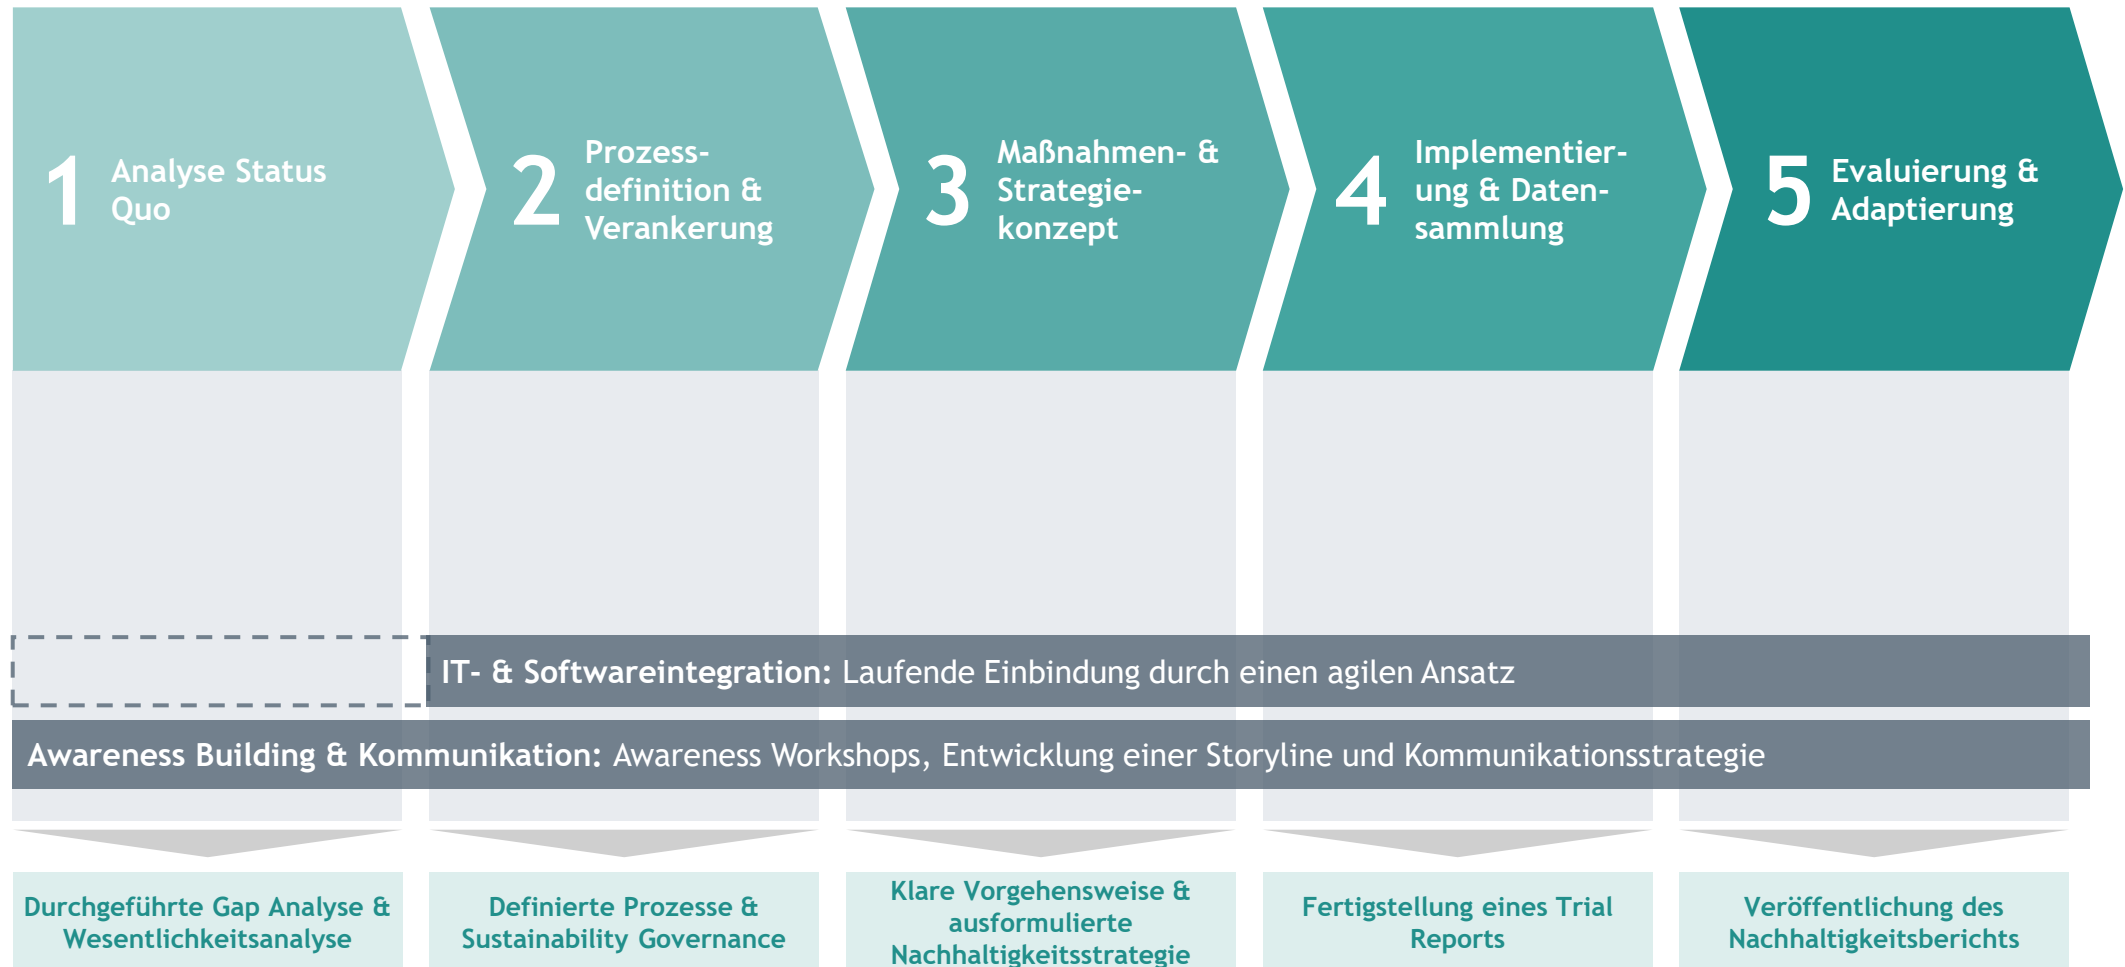 1
Analyse Status
Quo
2
Prozess-
definition &
Verankerung
3
Maßnahmen- &
Strategie-
konzept
4
Implementier-
ung & Daten-
sammlung
5
Evaluierung &
Adaptierung
IT- & Softwareintegration: Laufende Einbindung durch einen agilen Ansatz
Awareness Building & Kommunikation: Awareness Workshops, Entwicklung einer Storyline und Kommunikationsstrategie
Durchgeführte Gap Analyse &
Wesentlichkeitsanalyse
Definierte Prozesse &
Sustainability Governance
Klare Vorgehensweise &
ausformulierte
Nachhaltigkeitsstrategie
Fertigstellung eines Trial
Reports
Veröffentlichung des
Nachhaltigkeitsberichts